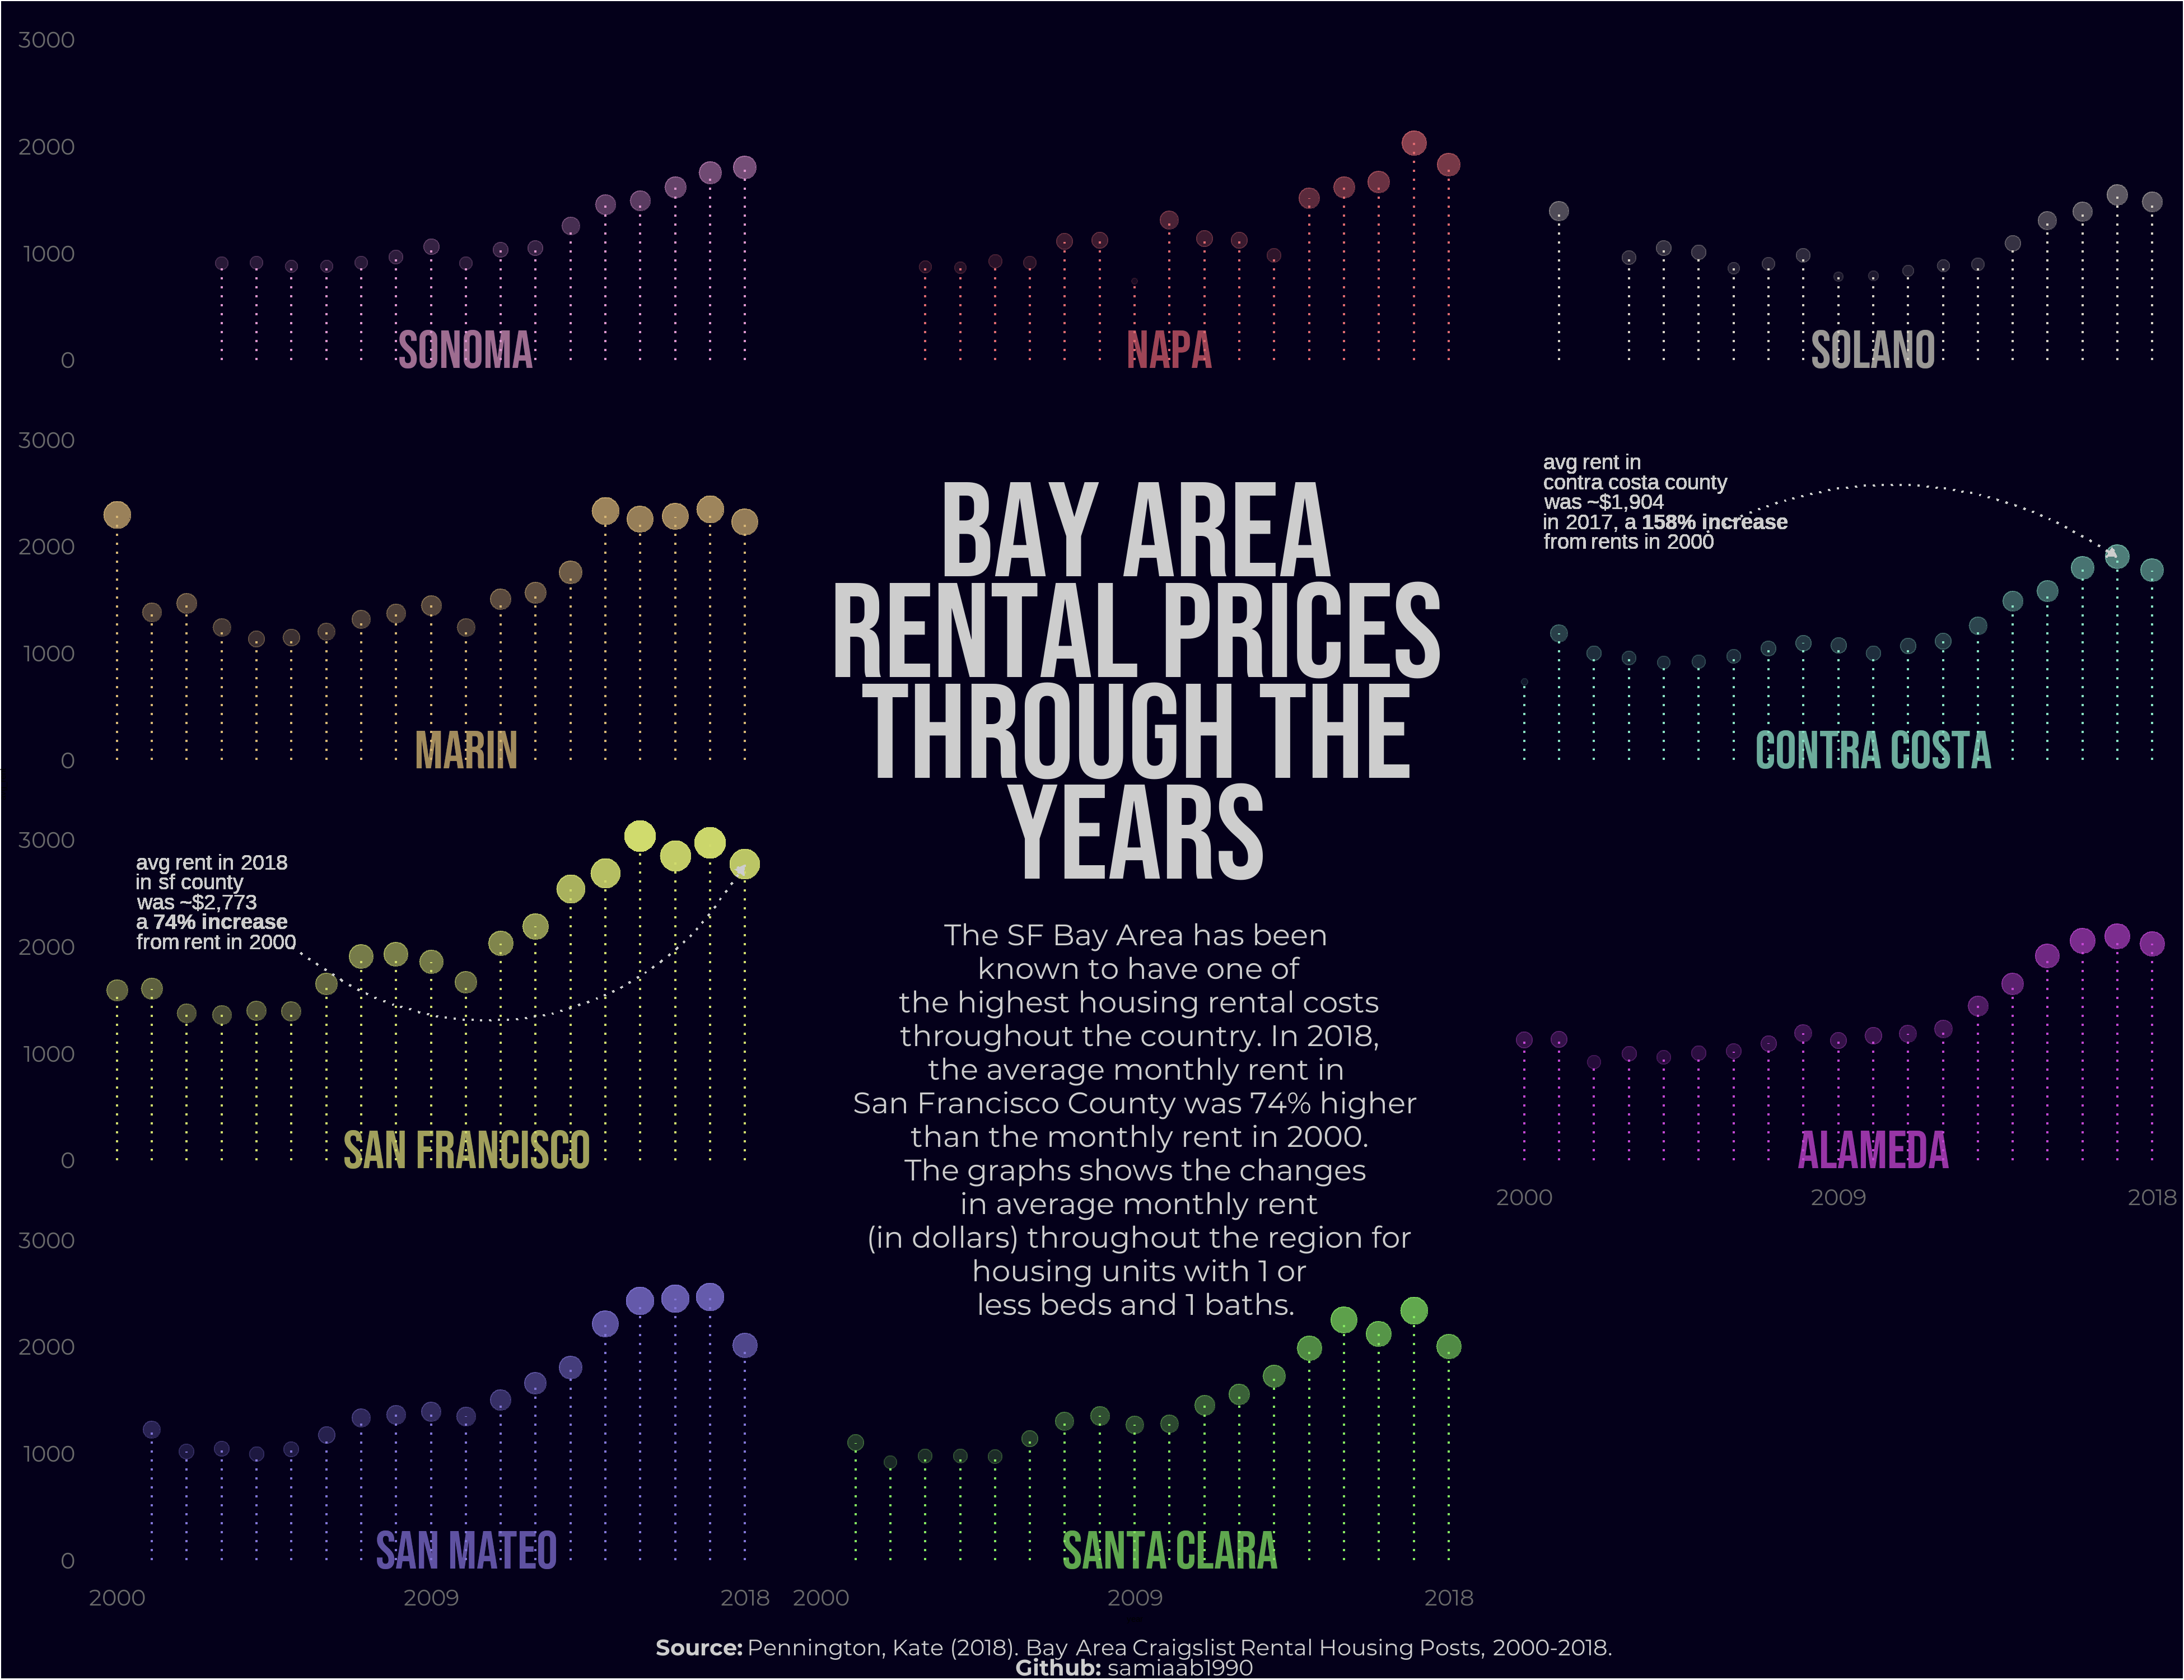 3000
2000
1000
0
SONOMA
NAPA
SOLANO
3000
2000
1000
0
MARIN
BAY AREA
RENTAL PRICES
THROUGH THE
YEARS
avg rent in
contra costa county
was ~$1,904
in 2017, a 158% increase
from rents in 2000
CONTRA COSTA
3000
2000
1000
0
avg rent in 2018
in sf county
was ~$2,773
a 74% increase
from rent in 2000
SAN FRANCISCO
The SF Bay Area has been
known to have one of
the highest housing rental costs
throughout the country. In 2018,
the average monthly rent in
San Francisco County was 74% higher
than the monthly rent in 2000.
The graphs shows the changes
in average monthly rent
(in dollars) throughout the region for
housing units with 1 or
less beds and 1 baths.
ALAMEDA
2000 2009 2018
3000
2000
1000
0
SAN MATEO
SANTA CLARA
2000 2009 2018
2000 2009 2018
Source: Pennington, Kate (2018). Bay Area Craigslist Rental Housing Posts, 2000-2018.
Github: samiaab1990